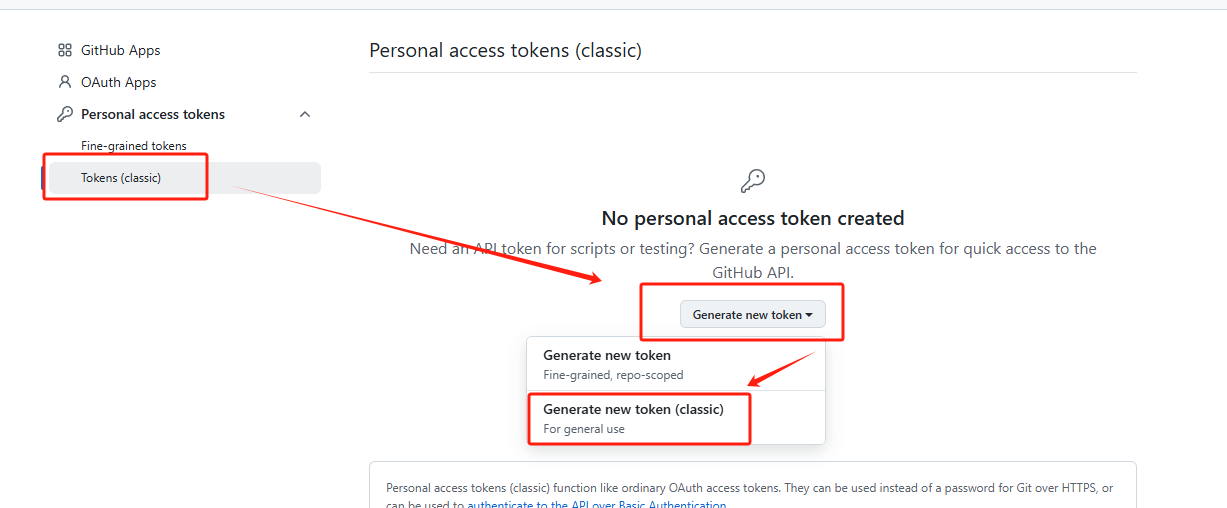 GitHub Apps
OAuth Apps
Personal access tokens
Fine-grained tokens
Tokens (classic)
Personal access tokens (classic)
No personal access token created
Need an API token for scripts or testing? Generate a personal access token for quick access to the
GitHub API.
Generate new token
Generate new token
Fine-grained, repo-scoped
Generate new token (classic)
For general use
Personal access tokens (classic) function like ordinary OAuth access tokens. They can be used instead of a password for Git over HTTPS, or
can be used to authenticate to the API over Basic Authentication.